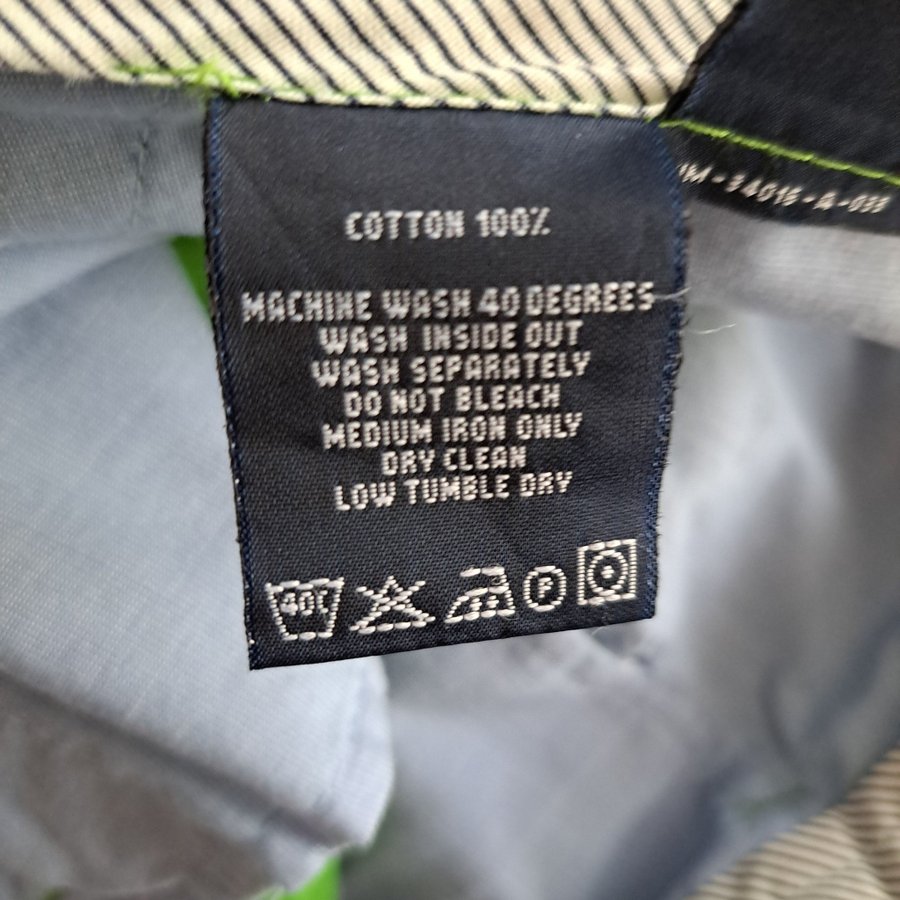 COTTON 100%
MACHINE WASH 40 DEGREES
WASH INSIDE OUT
WASH SEPARATELY
DO NOT BLEACH
MEDIUM IRON ONLY
DRY CLEAN
LOW TUMBLE DRY
40C
P